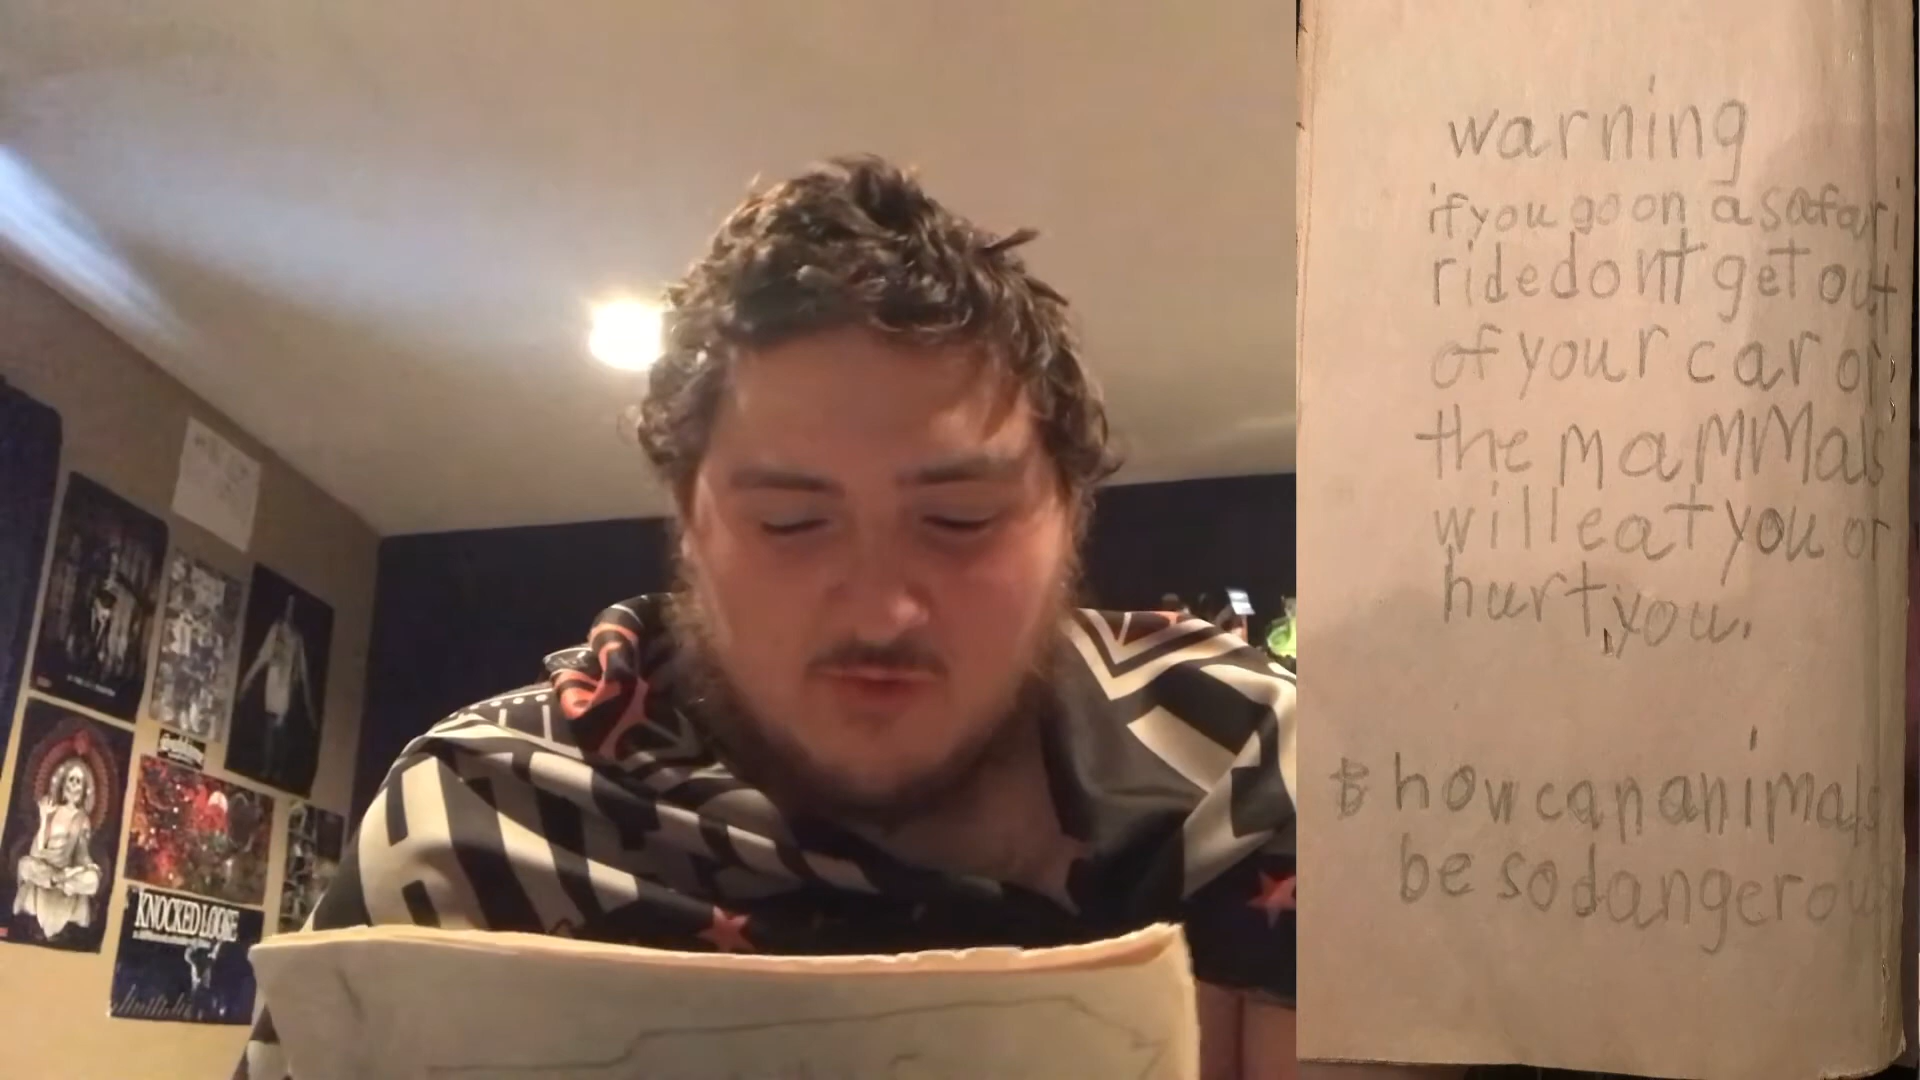 KNOCKED LOOSE
warning
if you go on a safari
ride dont get out
of your car or
the mammals
will eat you or
hurt, you.
how can animals
be so dangerou